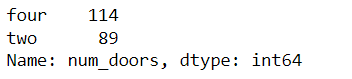 four    114
two      89
Name: num_doors, dtype: int64